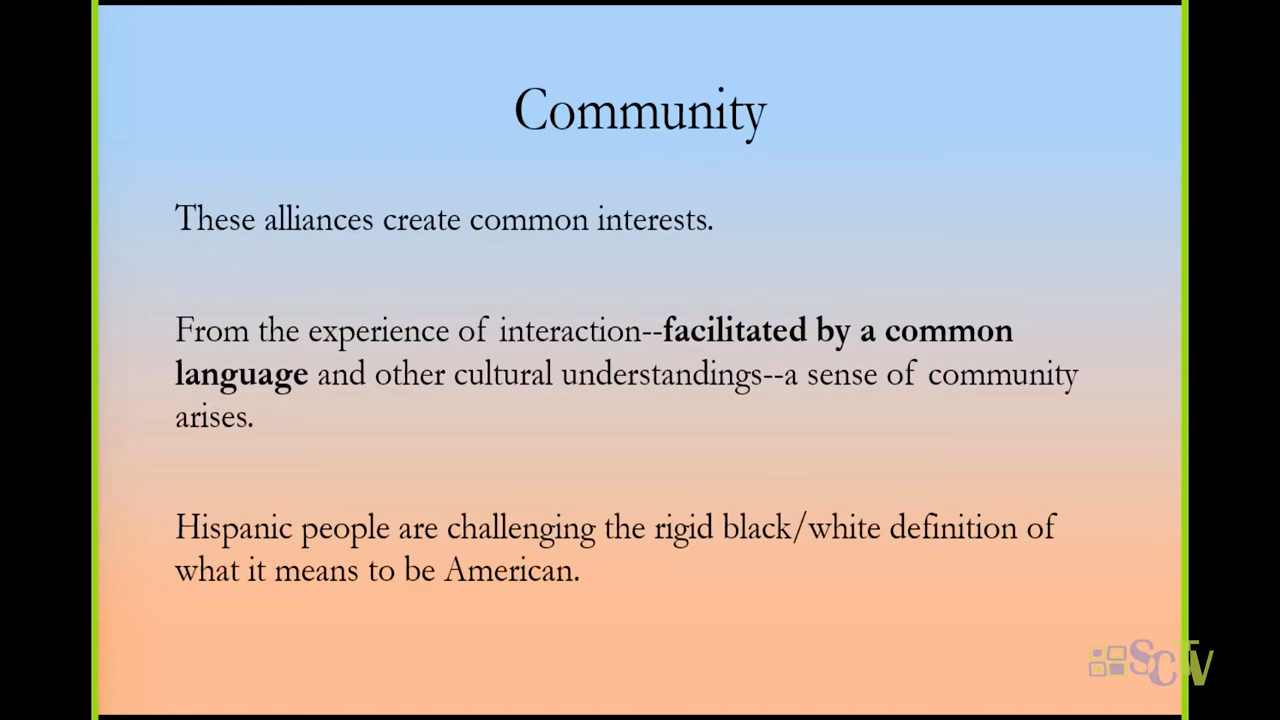 Community
These alliances create common interests.
From the experience of interaction--facilitated by a common
language and other cultural understandings--a sense of community
arises.
Hispanic people are challenging the rigid black/white definition of
what it means to be American.
SCTV